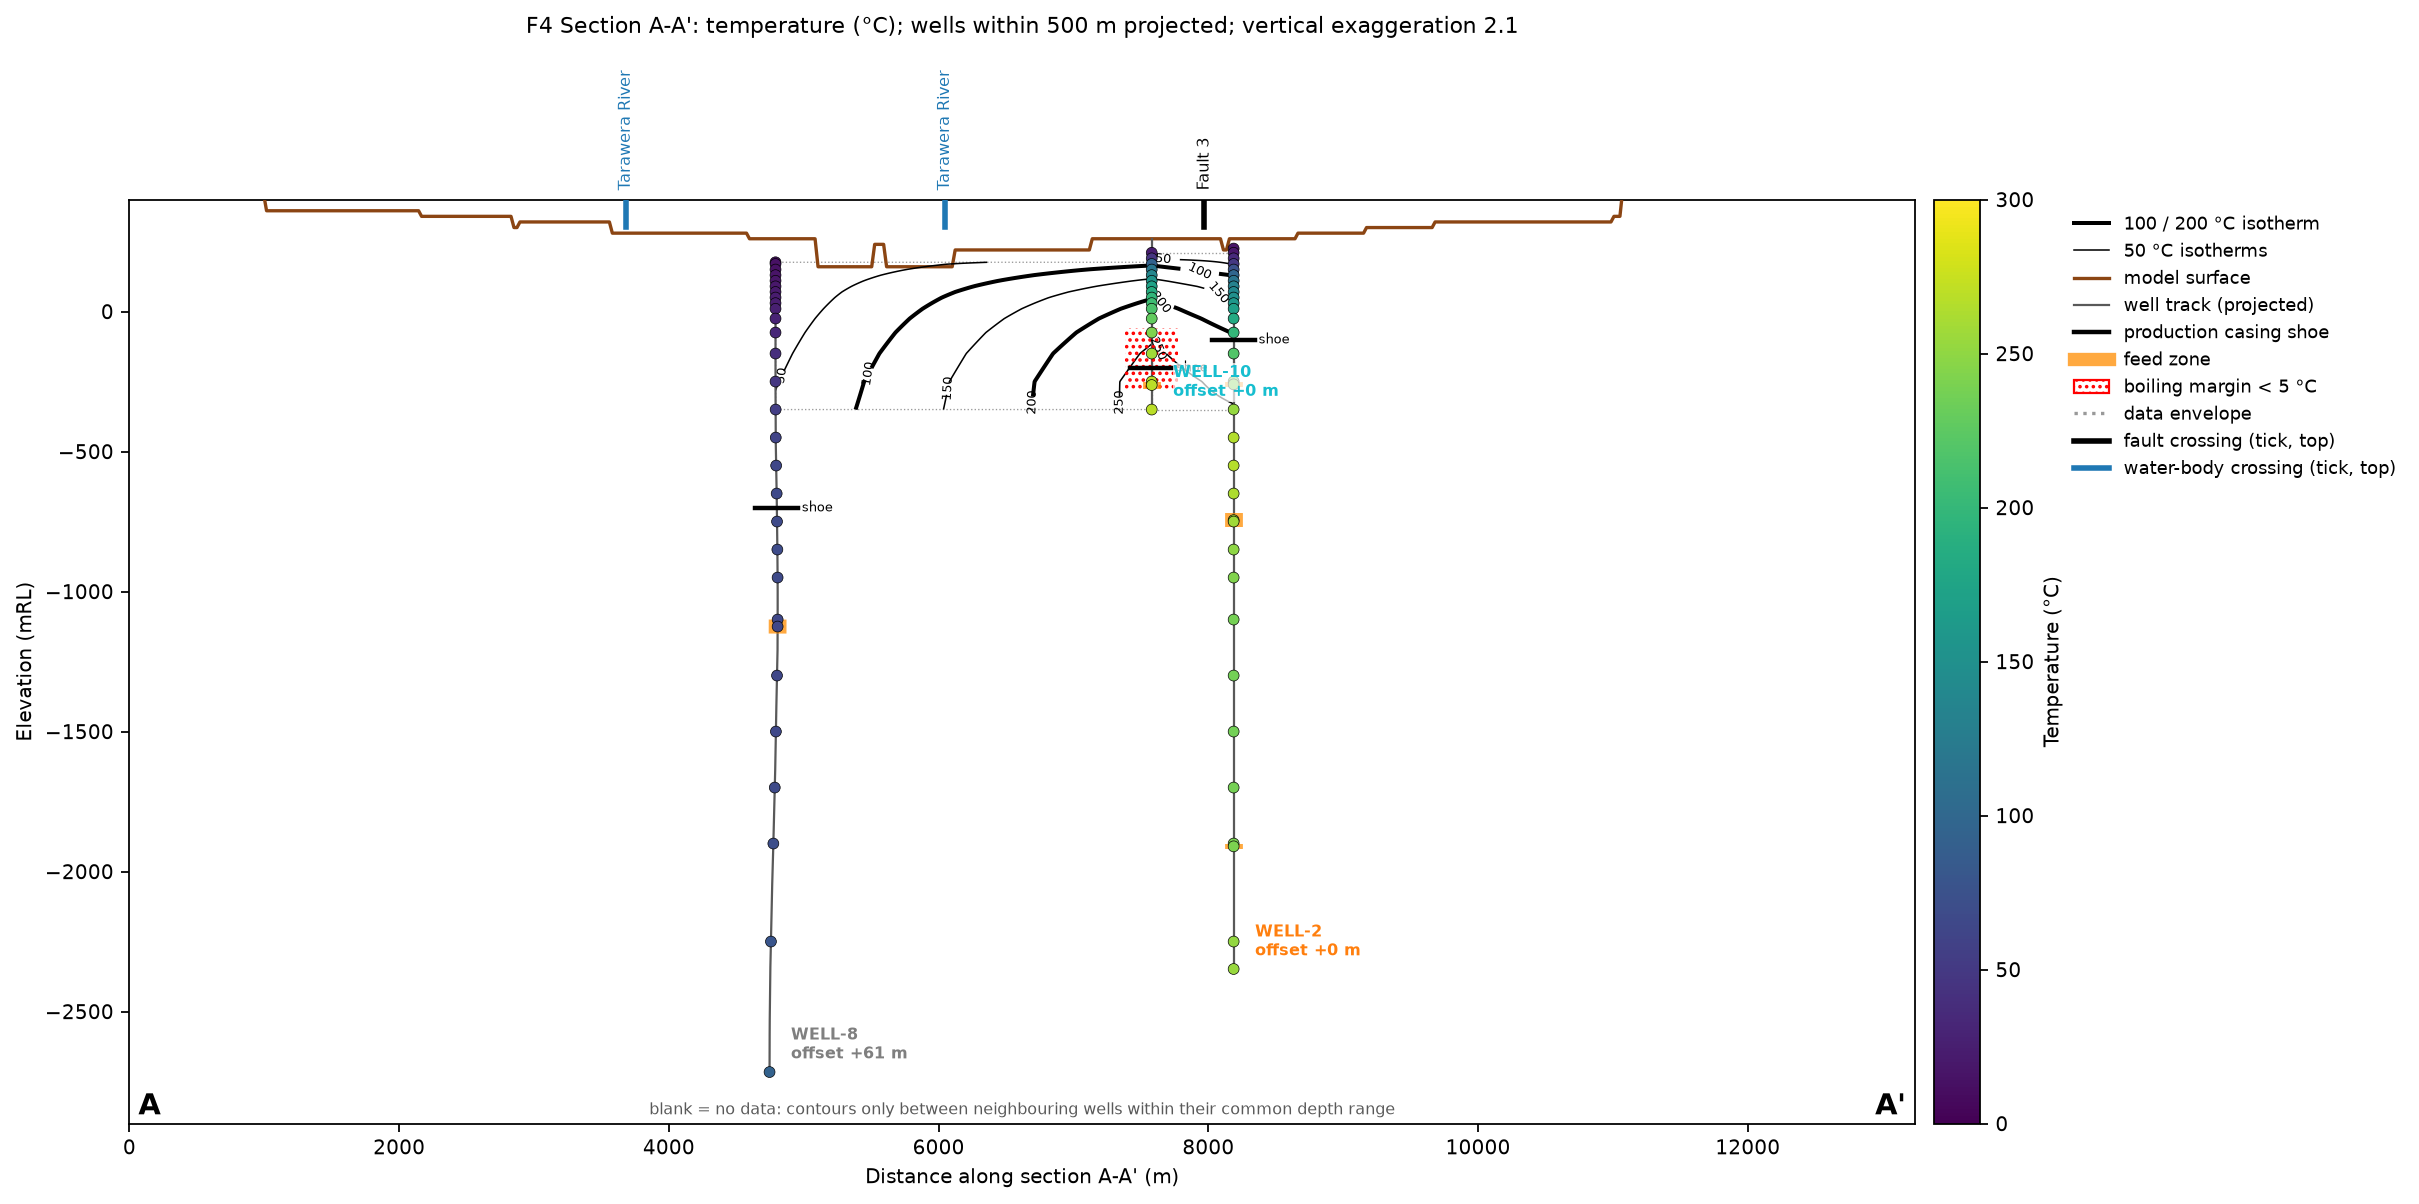 F4 Section A-A': temperature (°C); wells within 500 m projected; vertical exaggeration 2.1
Tarawera River
Tarawera River
Fault 3
300
250
200
150
100
50
0
Temperature (°C)
100 / 200 °C isotherm
50 °C isotherms
model surface
well track (projected)
production casing shoe
feed zone
boiling margin < 5 °C
data envelope
fault crossing (tick, top)
water-body crossing (tick, top)
0
−500
−1000
−1500
−2000
−2500
Elevation (mRL)
50
100
150
200
250
50
100
150
shoe
shoe
WELL-10
offset +0 m
WELL-2
offset +0 m
WELL-8
offset +61 m
A
A'
blank = no data: contours only between neighbouring wells within their common depth range
0
2000
4000
6000
8000
10000
12000
Distance along section A-A' (m)